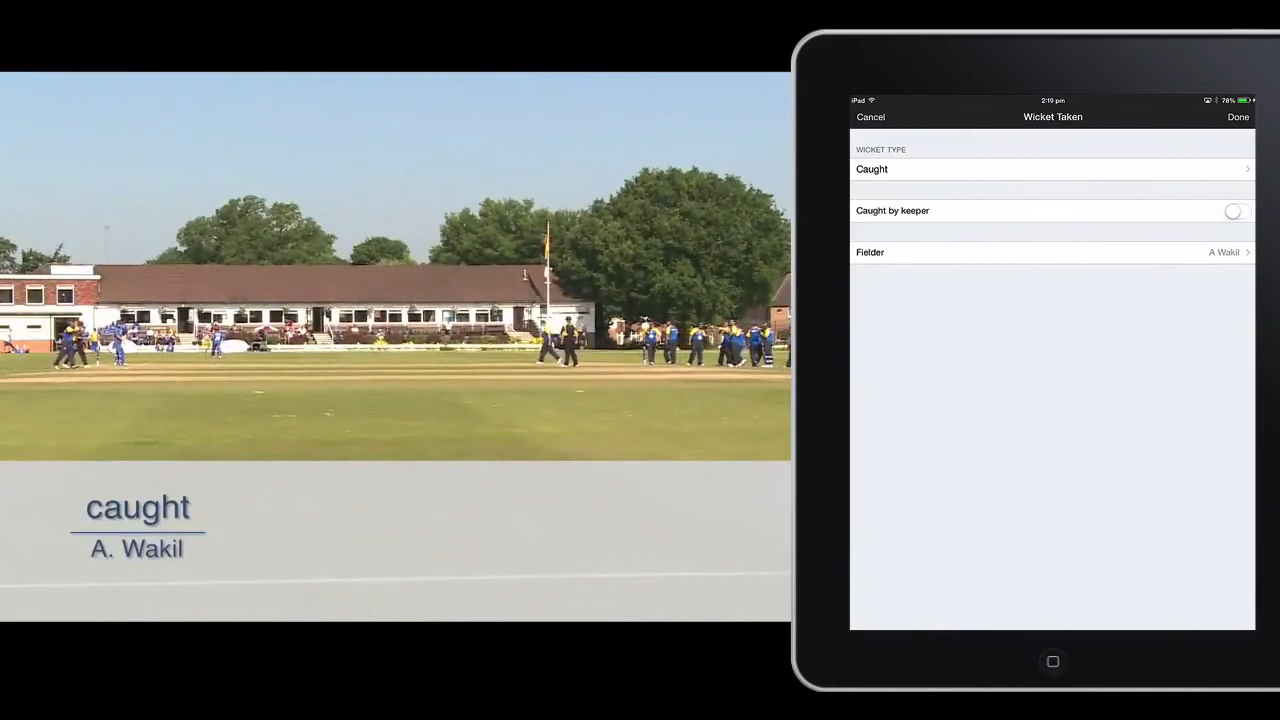 caught
A. Wakil
iPad 2:19 pm 78%
Cancel Wicket Taken Done
WICKET TYPE
Caught
Caught by keeper
Fielder A Wakil